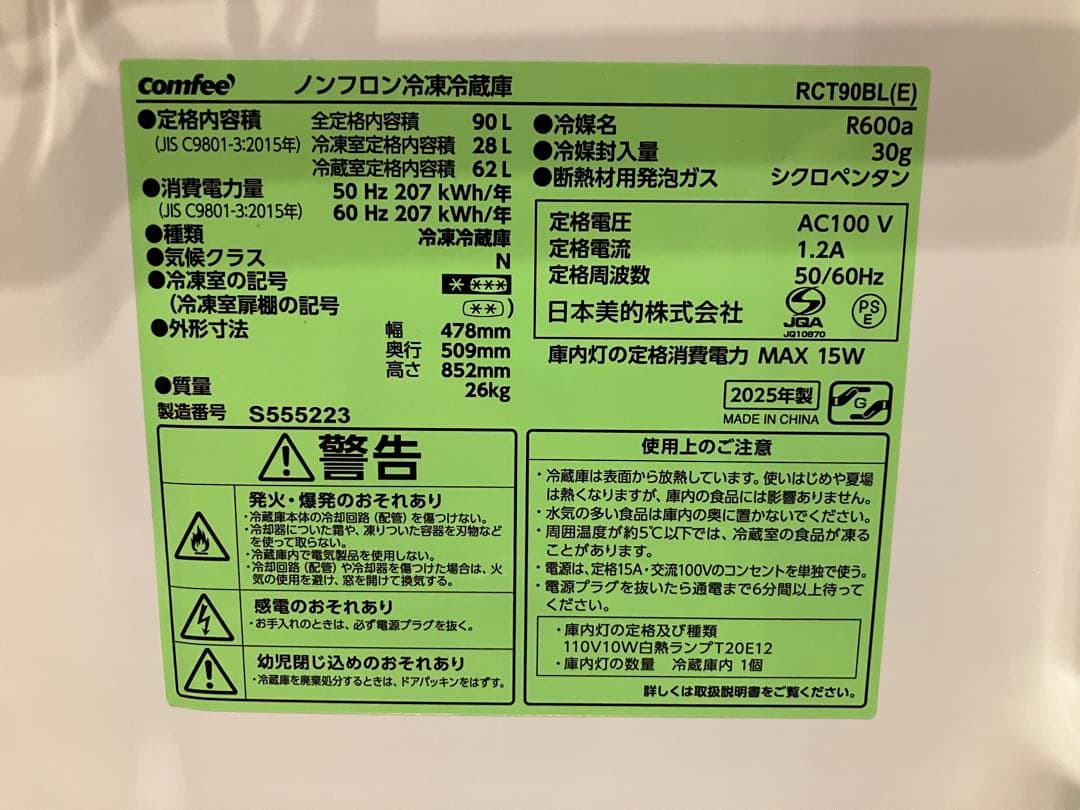 comfee' ノンフロン冷凍冷蔵庫 RCT90BL(E)
●定格内容積 全定格内容積 90 L
(JIS C9801-3:2015年) 冷凍室定格内容積 28 L
冷蔵室定格内容積 62 L
●消費電力量 50 Hz 207 kWh/年
(JIS C9801-3:2015年) 60 Hz 207 kWh/年
●種類 冷凍冷蔵庫
●気候クラス N
●冷凍室の記号 * ***
(冷凍室扉棚の記号 ** )
●外形寸法 幅 478mm
奥行 509mm
高さ 852mm
●質量 26kg
製造番号 S555223
●冷媒名 R600a
●冷媒封入量 30g
●断熱材用発泡ガス シクロペンタン
定格電圧 AC100 V
定格電流 1.2A
定格周波数 50/60Hz
日本美的株式会社 JQA PS E
JQ10870
庫内灯の定格消費電力 MAX 15W
2025年製 G
MADE IN CHINA
警告
発火・爆発のおそれあり
・冷蔵庫本体の冷却回路(配管)を傷つけない。
・冷却器についた霜や、凍りついた容器を刃物など
を使って取らない。
・冷蔵庫内で電気製品を使用しない。
・冷却回路(配管)や冷却器を傷つけた場合は、火
気の使用を避け、窓を開けて換気する。
感電のおそれあり
・お手入れのときは、必ず電源プラグを抜く。
幼児閉じ込めのおそれあり
・冷蔵庫を廃棄処分するときは、ドアパッキンをはずす。
使用上のご注意
・冷蔵庫は表面から放熱しています。使いはじめや夏場
は熱くなりますが、庫内の食品には影響ありません。
・水気の多い食品は庫内の奥に置かないでください。
・周囲温度が約5℃以下では、冷蔵室の食品が凍る
ことがあります。
・電源は、定格15A・交流100Vのコンセントを単独で使う。
・電源プラグを抜いたら通電まで6分間以上待って
ください。
・庫内灯の定格及び種類
110V10W白熱ランプT20E12
・庫内灯の数量 冷蔵庫内 1個
詳しくは取扱説明書をご覧ください。